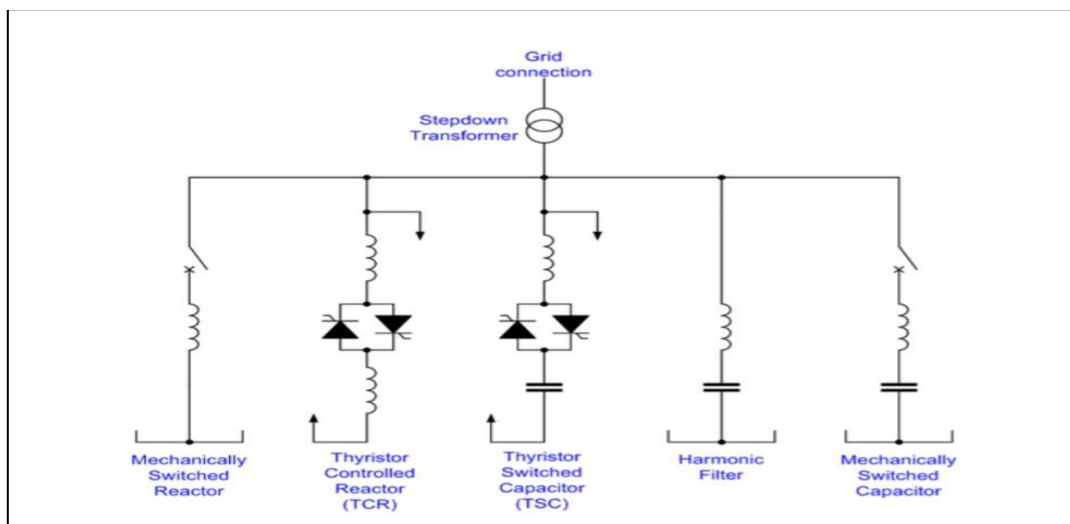 Grid
connection
Stepdown
Transformer
Mechanically
Switched
Reactor
Thyristor
Controlled
Reactor
(TCR)
Thyristor
Switched
Capacitor
(TSC)
Harmonic
Filter
Mechanically
Switched
Capacitor